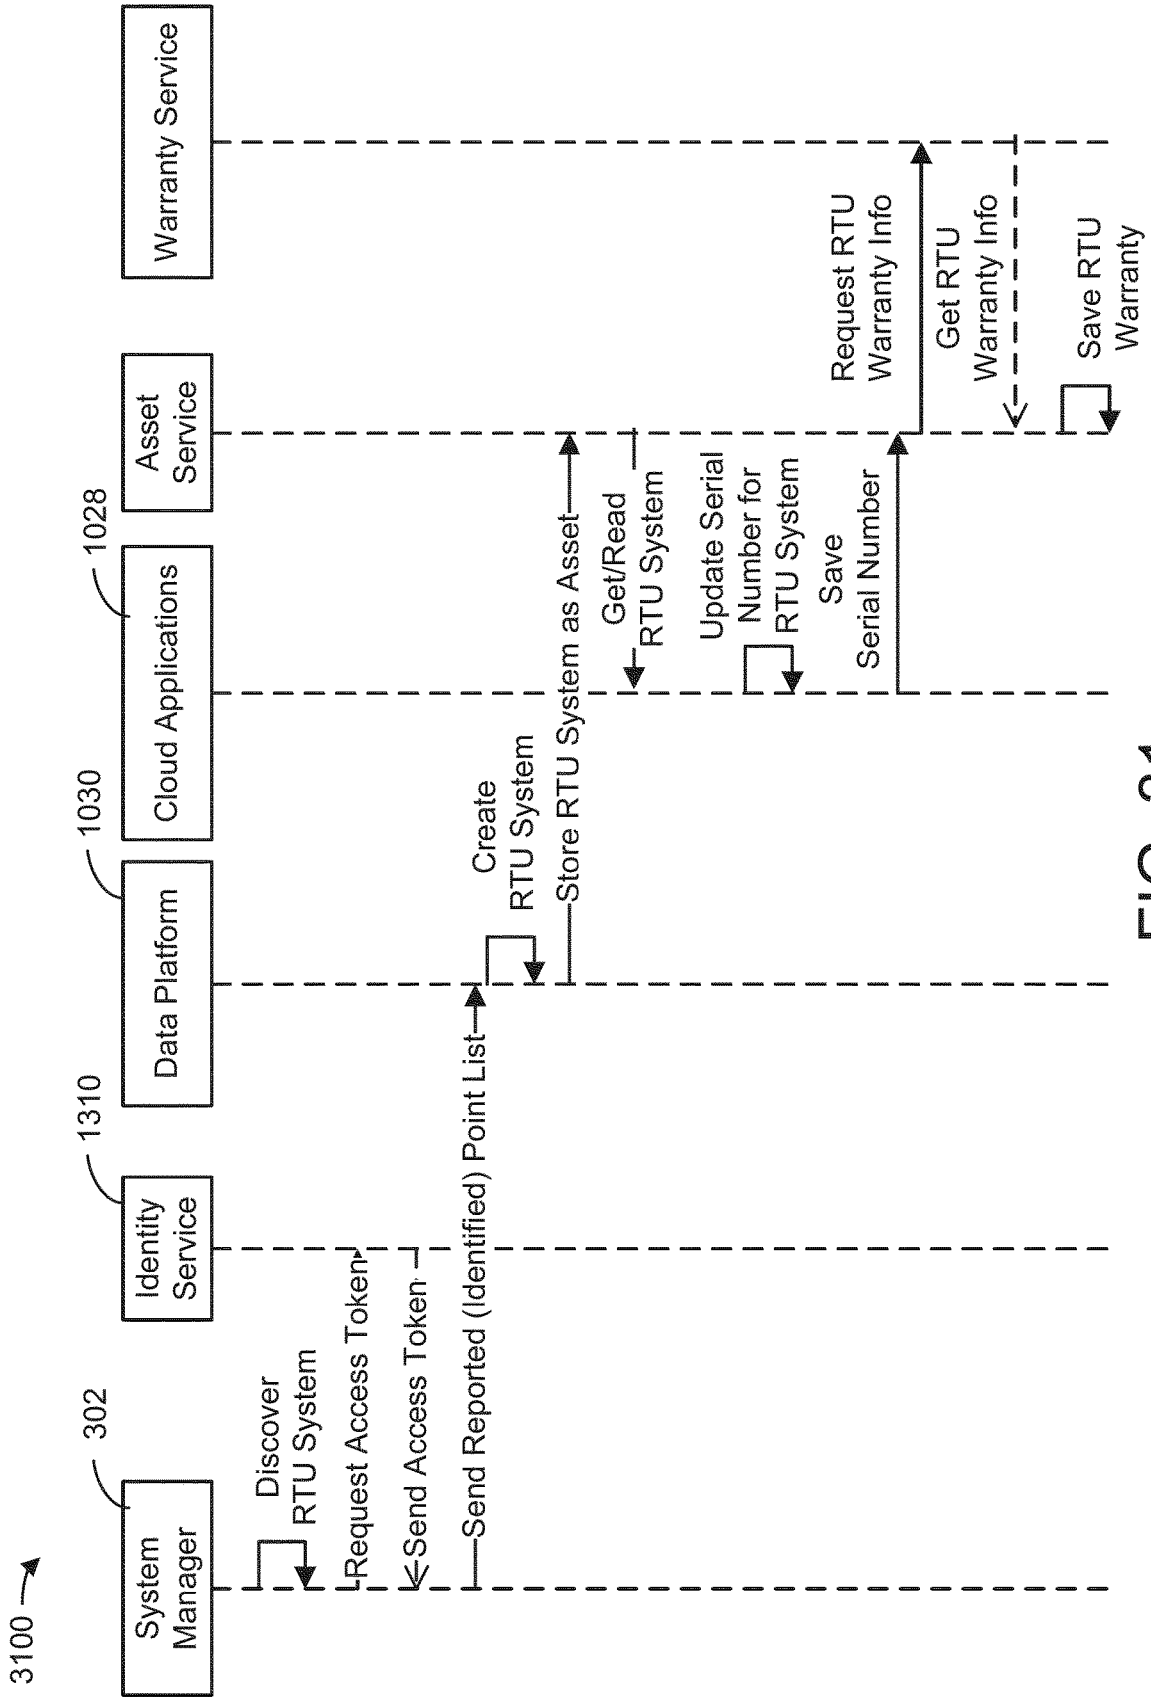 3100
302
1310
1030
1028
System
Manager
Identity
Service
Data Platform
Cloud Applications
Asset
Service
Warranty Service
Discover
RTU System
Request Access Token
Send Access Token
Send Reported (Identified) Point List
Create
RTU System
Store RTU System as Asset
Get/Read
RTU System
Update Serial
Number for
RTU System
Save
Serial Number
Request RTU
Warranty Info
Get RTU
Warranty Info
Save RTU
Warranty